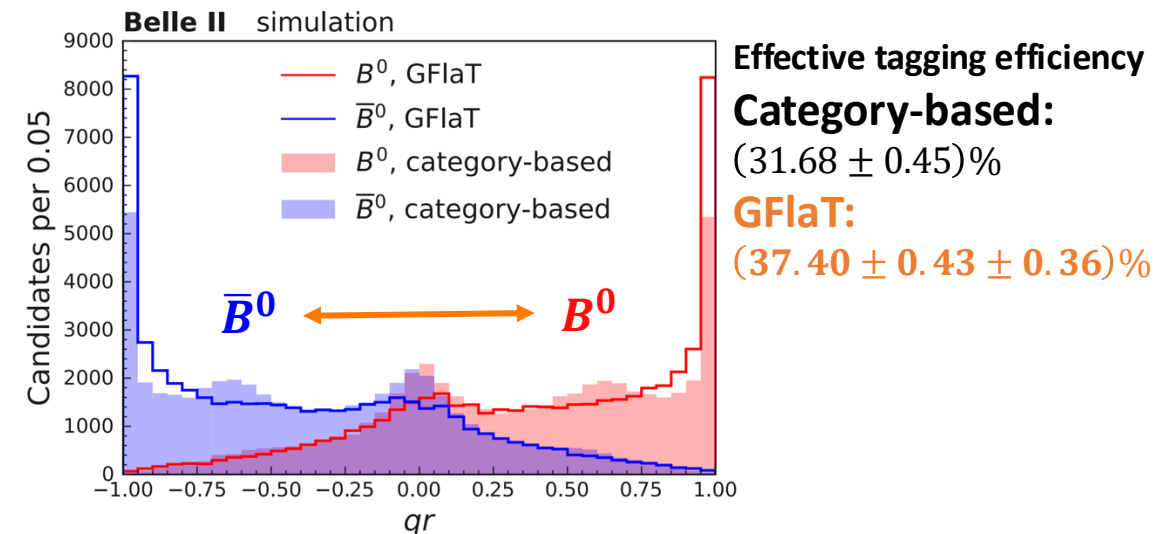 Belle II simulation
9000
8000
7000
6000
5000
4000
3000
2000
1000
0
Candidates per 0.05
B⁰, GFlaT
B̅⁰, GFlaT
B⁰, category-based
B̅⁰, category-based
B̅⁰ B⁰
−1.00 −0.75 −0.50 −0.25 0.00 0.25 0.50 0.75 1.00
qr
Effective tagging efficiency
Category-based:
(31.68 ± 0.45)%
GFlaT:
(37.40 ± 0.43 ± 0.36)%